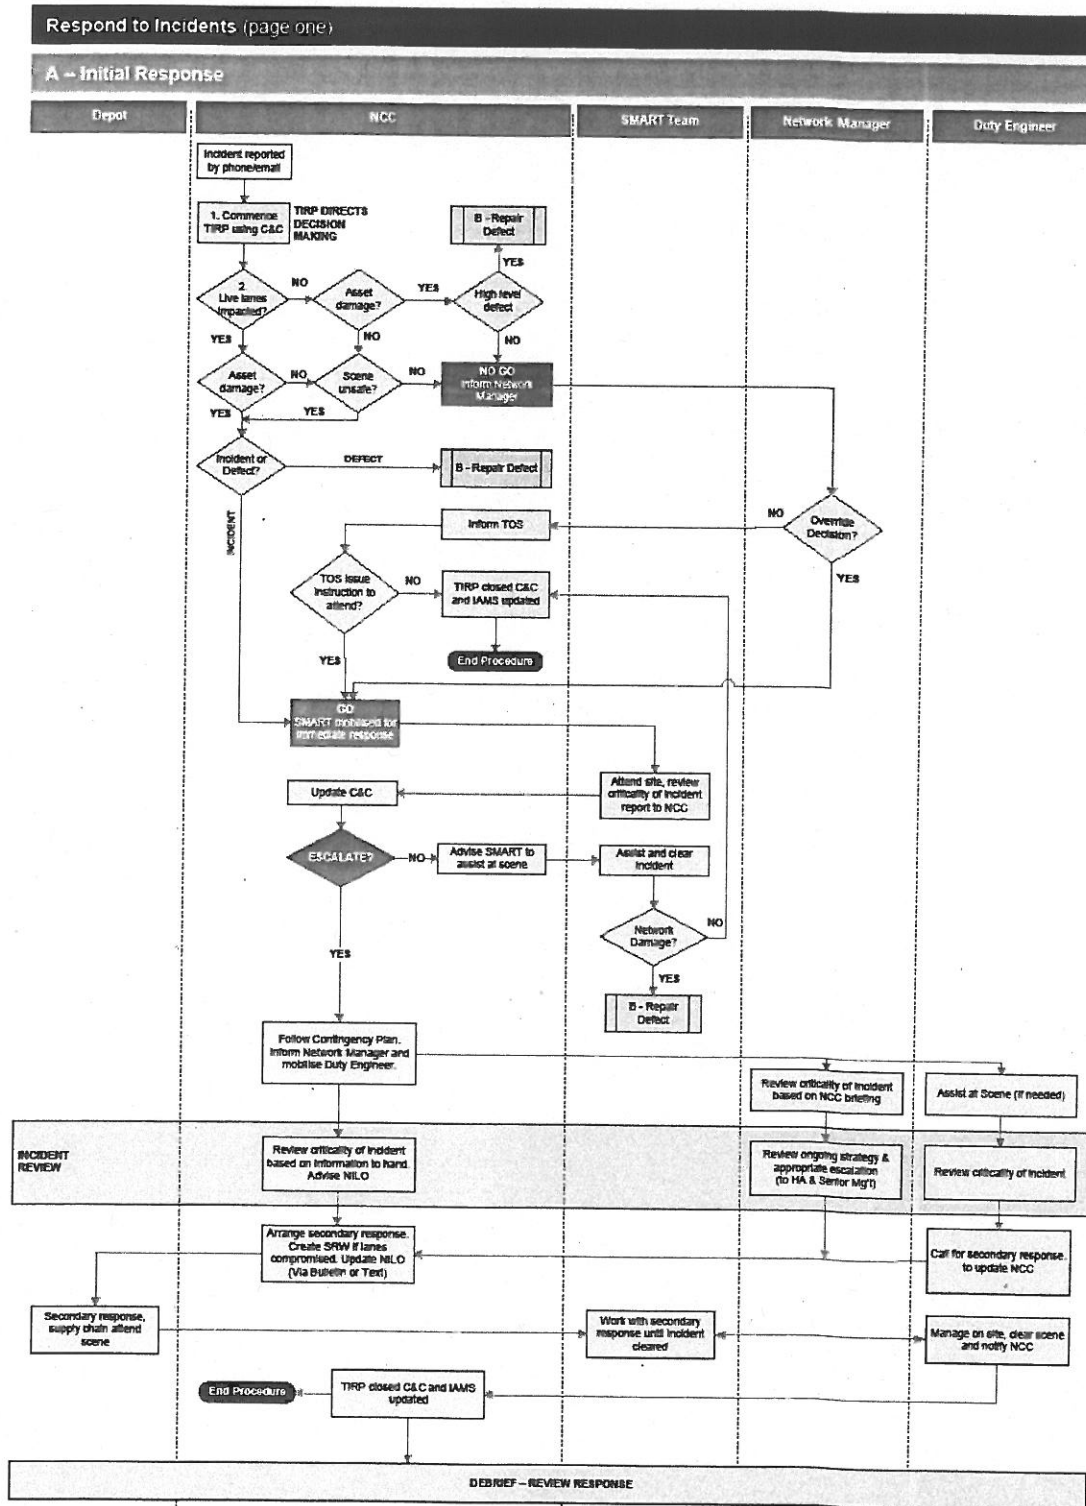 Respond to Incidents (page one)
A – Initial Response
Depot
NCC
SMART Team
Network Manager
Duty Engineer
Incident reported
by phone/email
1. Commence
TIRP using C&C
TIRP DIRECTS
DECISION
MAKING
B - Repair
Defect
YES
2
Live lanes
impacted?
NO
Asset
damage?
YES
High level
defect
YES
NO
NO
Asset
damage?
NO
Scene
unsafe?
NO
NO GO
Inform Network
Manager
YES
YES
Incident or
Defect?
DEFECT
B - Repair Defect
INCIDENT
Inform TOS
NO
Override
Decision?
YES
TOS issue
instruction to
attend?
NO
TIRP closed C&C
and IAMS updated
YES
End Procedure
GO
SMART mobilised for
immediate response
Attend site, review
criticality of incident
report to NCC
Update C&C
ESCALATE?
NO
Advise SMART to
assist at scene
Assist and clear
incident
Network
Damage?
NO
YES
YES
B - Repair
Defect
Follow Contingency Plan.
Inform Network Manager and
mobilise Duty Engineer.
Review criticality of incident
based on NCC briefing
Assist at Scene (if needed)
INCIDENT
REVIEW
Review criticality of incident
based on information to hand.
Advise NILO
Review ongoing strategy &
appropriate escalation
(to HA & Senior Mg't)
Review criticality of incident
Arrange secondary response.
Create SRW if lanes
compromised. Update NILO
(Via Bulletin or Text)
Call for secondary response.
to update NCC
Secondary response,
supply chain attend
scene
Work with secondary
response until incident
cleared
Manage on site, clear scene
and notify NCC
End Procedure
TIRP closed C&C and IAMS
updated
DEBRIEF – REVIEW RESPONSE